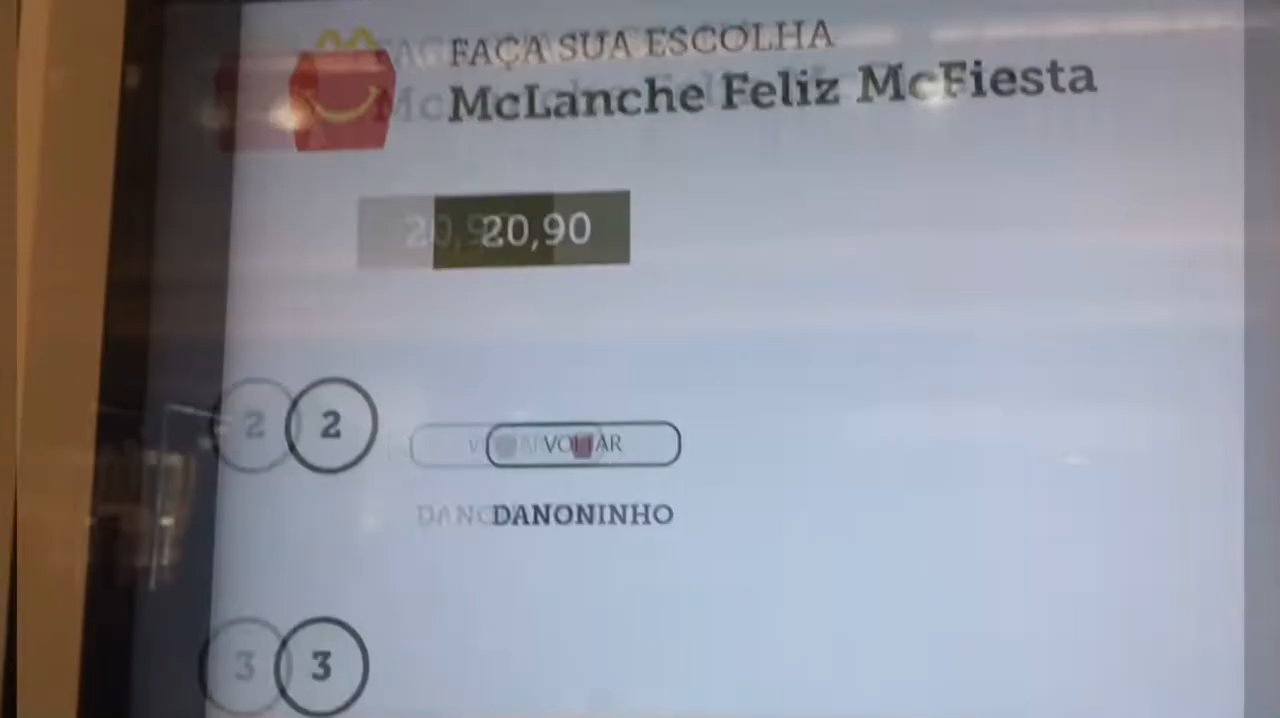 FAÇA SUA ESCOLHA
McLanche Feliz McFiesta
20,90
2
VOLTAR
DANONINHO
3